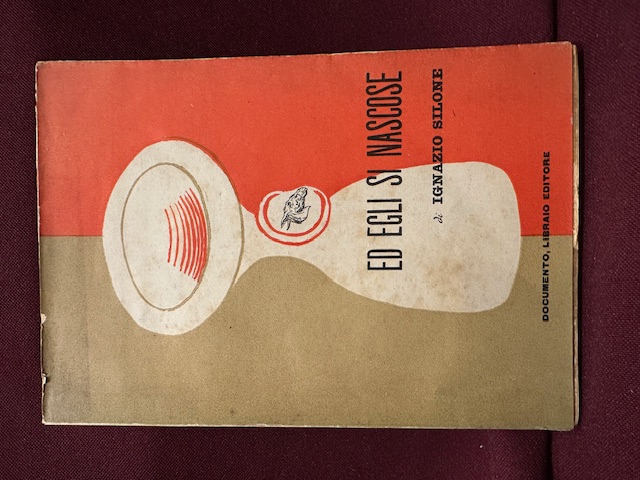 ED EGLI SI NASCOSE
di IGNAZIO SILONE
DOCUMENTO, LIBRAIO EDITORE